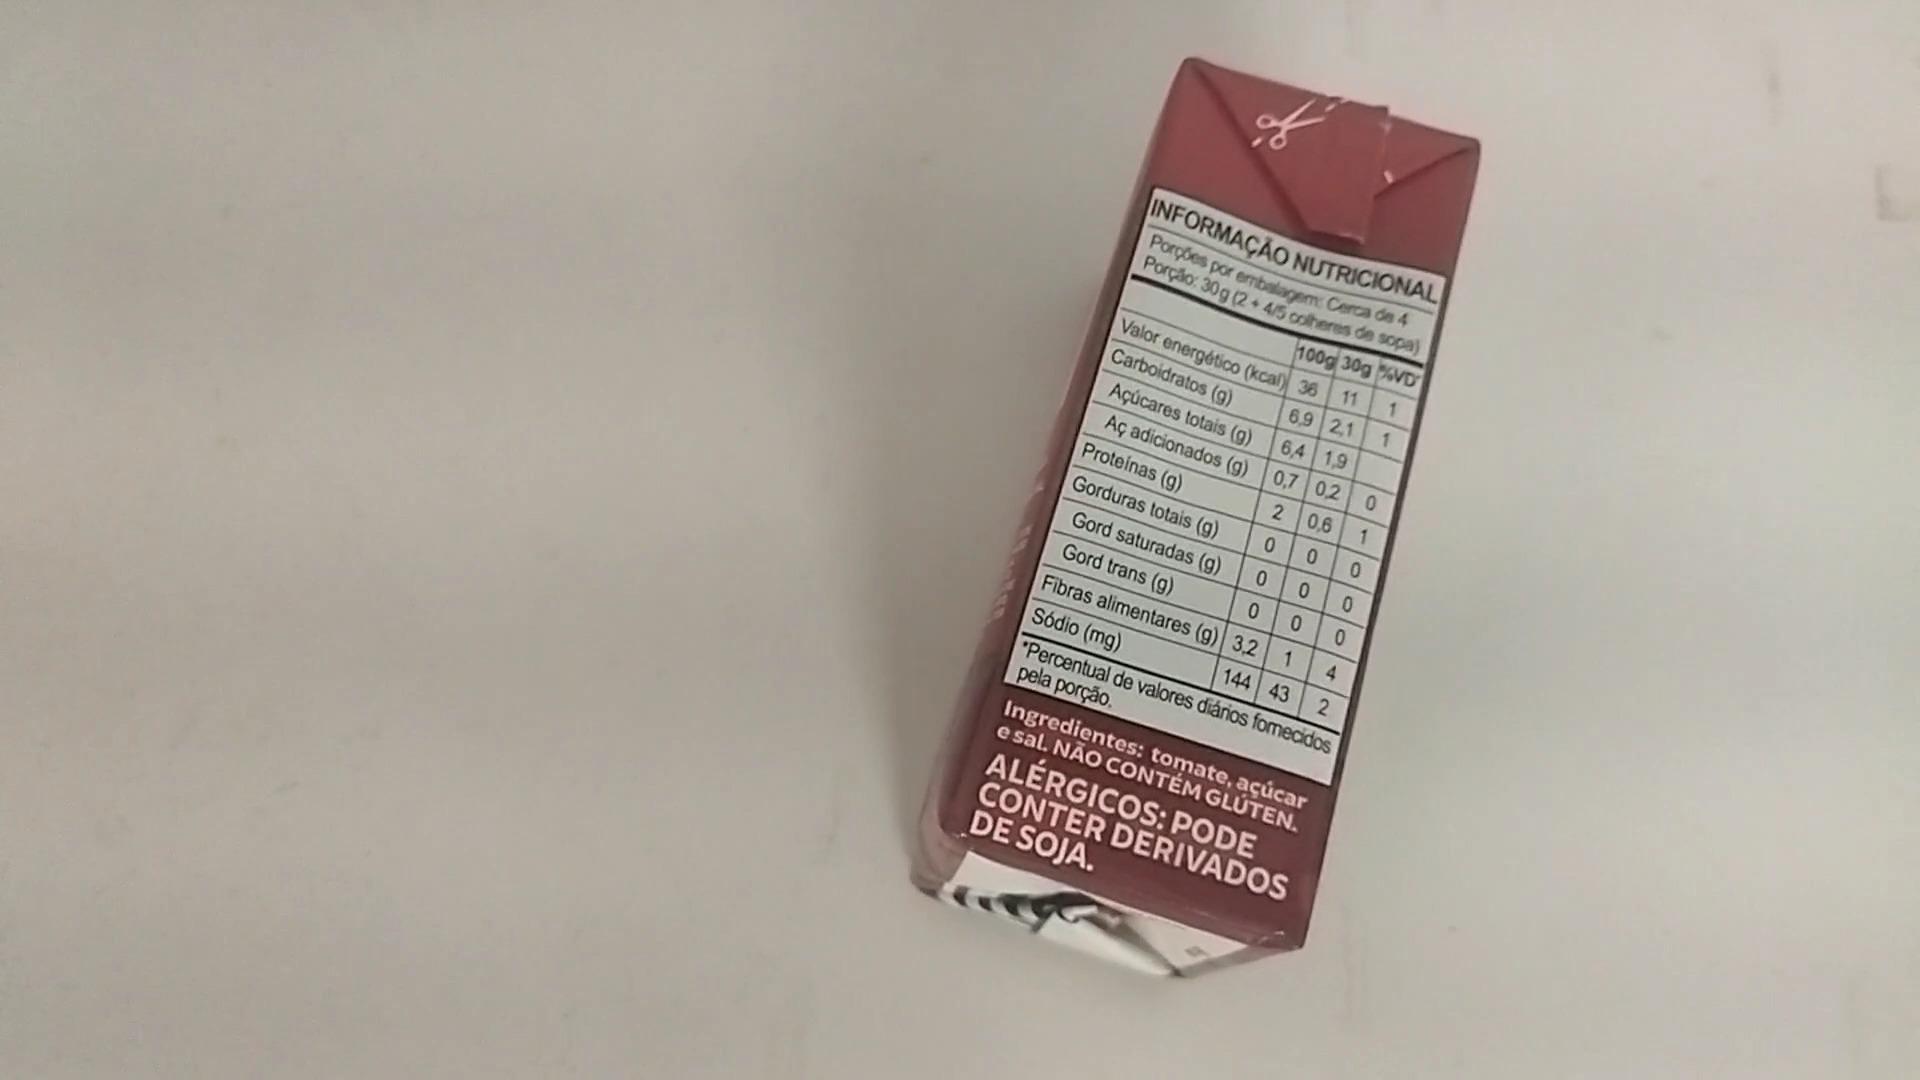 INFORMAÇÃO NUTRICIONAL
Porções por embalagem: Cerca de 4
Porção: 30g (2 + 4/5 colheres de sopa)
100g 30g %VD*
Valor energético (kcal) 36 11 1
Carboidratos (g) 6,9 2,1 1
Açúcares totais (g) 6,4 1,9
Aç adicionados (g) 0,7 0,2 0
Proteínas (g) 2 0,6 1
Gorduras totais (g) 0 0 0
Gord saturadas (g) 0 0 0
Gord trans (g) 0 0 0
Fibras alimentares (g) 3,2 1 4
Sódio (mg) 144 43 2
*Percentual de valores diários fornecidos
pela porção.
Ingredientes: tomate, açúcar
e sal. NÃO CONTÉM GLÚTEN.
ALÉRGICOS: PODE
CONTER DERIVADOS
DE SOJA.